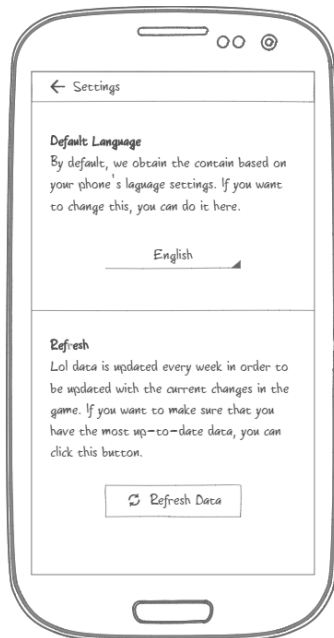 Settings
Default Language
By default, we obtain the contain based on
your phone's laguage settings. If you want
to change this, you can do it here.
English
Refresh
Lol data is updated every week in order to
be updated with the current changes in the
game. If you want to make sure that you
have the most up-to-date data, you can
click this button.
Refresh Data